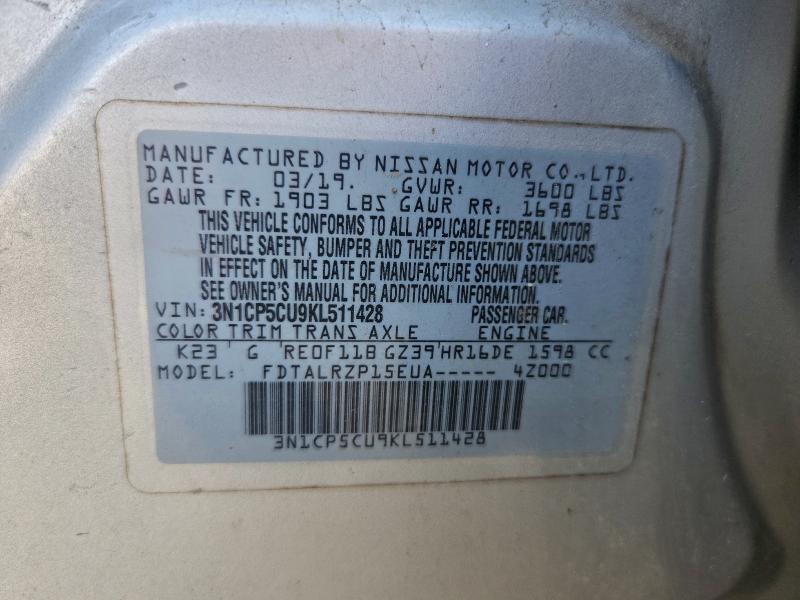 MANUFACTURED BY NISSAN MOTOR CO., LTD.
DATE: 03/19. GVWR: 3600 LBS
GAWR FR: 1903 LBS GAWR RR: 1698 LBS
THIS VEHICLE CONFORMS TO ALL APPLICABLE FEDERAL MOTOR
VEHICLE SAFETY, BUMPER AND THEFT PREVENTION STANDARDS
IN EFFECT ON THE DATE OF MANUFACTURE SHOWN ABOVE.
SEE OWNER'S MANUAL FOR ADDITIONAL INFORMATION.
VIN: 3N1CP5CU9KL511428 PASSENGER CAR.
COLOR TRIM TRANS AXLE ENGINE
K23 G RE0F11B GZ39 HR16DE 1598 CC
MODEL: FDTALRZP15EUA----- 4Z000
3N1CP5CU9KL511428